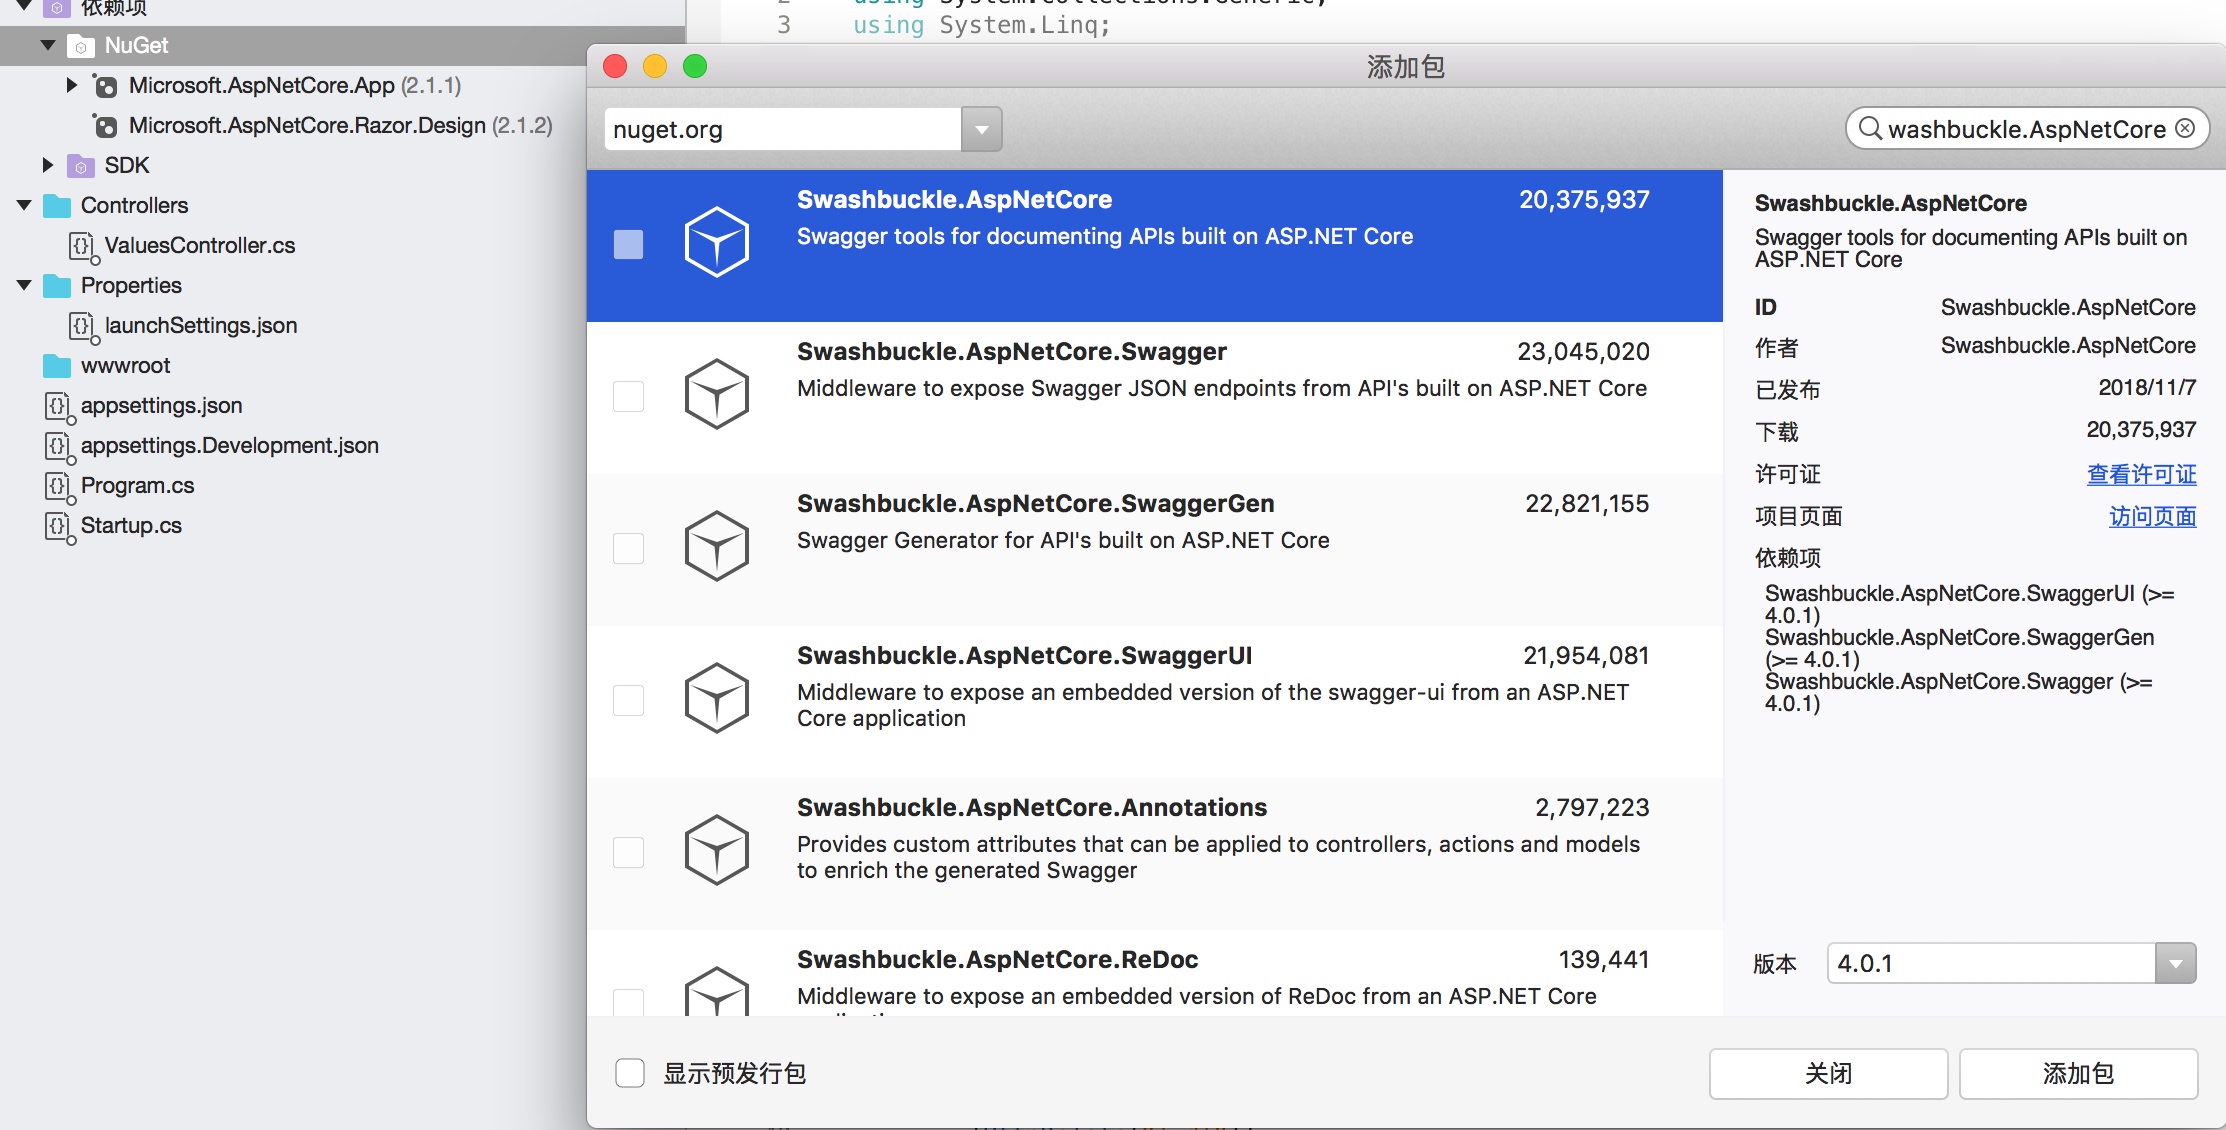 依赖项
NuGet
Microsoft.AspNetCore.App (2.1.1)
Microsoft.AspNetCore.Razor.Design (2.1.2)
SDK
Controllers
ValuesController.cs
Properties
launchSettings.json
wwwroot
appsettings.json
appsettings.Development.json
Program.cs
Startup.cs
2 using System.Collections.Generic;
3 using System.Linq;
添加包
nuget.org
washbuckle.AspNetCore
Swashbuckle.AspNetCore 20,375,937
Swagger tools for documenting APIs built on ASP.NET Core
Swashbuckle.AspNetCore.Swagger 23,045,020
Middleware to expose Swagger JSON endpoints from API's built on ASP.NET Core
Swashbuckle.AspNetCore.SwaggerGen 22,821,155
Swagger Generator for API's built on ASP.NET Core
Swashbuckle.AspNetCore.SwaggerUI 21,954,081
Middleware to expose an embedded version of the swagger-ui from an ASP.NET
Core application
Swashbuckle.AspNetCore.Annotations 2,797,223
Provides custom attributes that can be applied to controllers, actions and models
to enrich the generated Swagger
Swashbuckle.AspNetCore.ReDoc 139,441
Middleware to expose an embedded version of ReDoc from an ASP.NET Core
Swashbuckle.AspNetCore
Swagger tools for documenting APIs built on
ASP.NET Core
ID Swashbuckle.AspNetCore
作者 Swashbuckle.AspNetCore
已发布 2018/11/7
下载 20,375,937
许可证 查看许可证
项目页面 访问页面
依赖项
Swashbuckle.AspNetCore.SwaggerUI (>=
4.0.1)
Swashbuckle.AspNetCore.SwaggerGen
(>= 4.0.1)
Swashbuckle.AspNetCore.Swagger (>=
4.0.1)
版本 4.0.1
显示预发行包
关闭
添加包